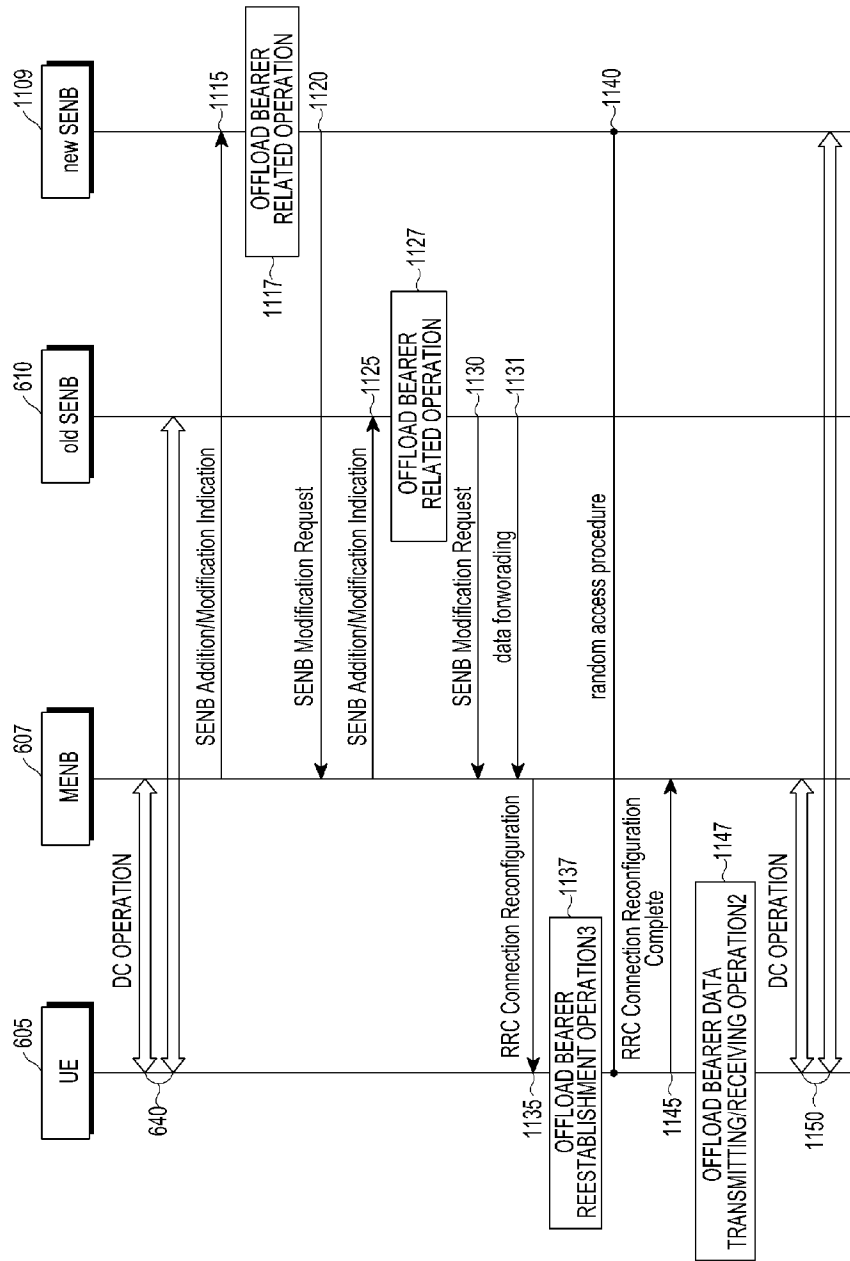 605
607
610
1109
UE
MENB
old SENB
new SENB
DC OPERATION
640
SENB Addition/Modification Indication
1115
OFFLOAD BEARER
RELATED OPERATION
1117
SENB Modification Request
1120
SENB Addition/Modification Indication
1125
OFFLOAD BEARER
RELATED OPERATION
1127
SENB Modification Request
1130
data forworading
1131
RRC Connection Reconfiguration
1135
OFFLOAD BEARER
REESTABLISHMENT OPERATION3
1137
random access procedure
1140
RRC Connection Reconfiguration
Complete
1145
OFFLOAD BEARER DATA
TRANSMITTING/RECEIVING OPERATION2
1147
DC OPERATION
1150